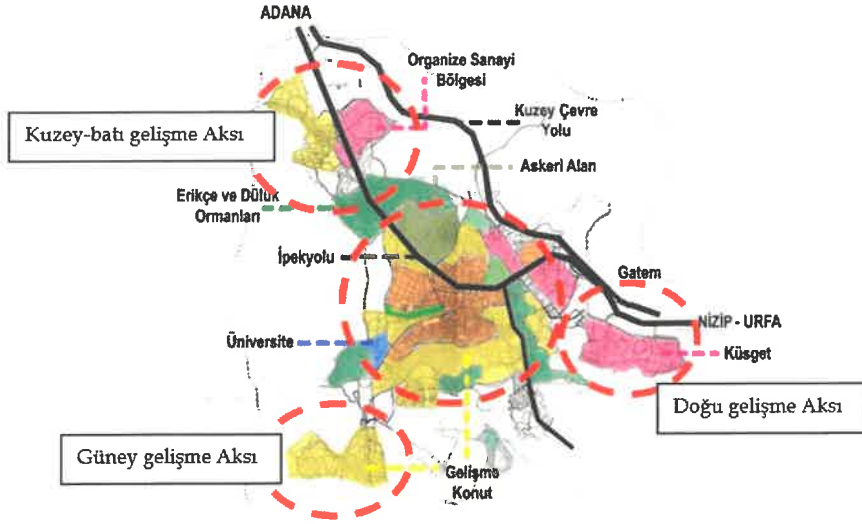 ADANA
Organize Sanayi
Bölgesi
Kuzey Çevre
Yolu
Kuzey-batı gelişme Aksı
Askeri Alan
Erikçe ve Dülük
Ormanları
İpekyolu
Gatem
NİZİP - URFA
Üniversite
Küsget
Doğu gelişme Aksı
Güney gelişme Aksı
Gelişme
Konut